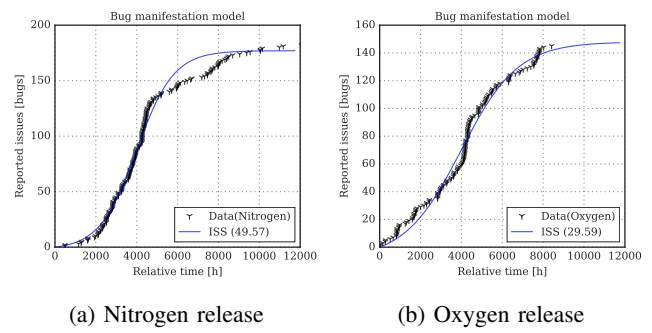 Bug manifestation model
200
150
100
50
0
Reported issues [bugs]
Data(Nitrogen)
ISS (49.57)
0 2000 4000 6000 8000 10000 12000
Relative time [h]
(a) Nitrogen release
Bug manifestation model
160
140
120
100
80
60
40
20
0
Reported issues [bugs]
Data(Oxygen)
ISS (29.59)
0 2000 4000 6000 8000 10000 12000
Relative time [h]
(b) Oxygen release